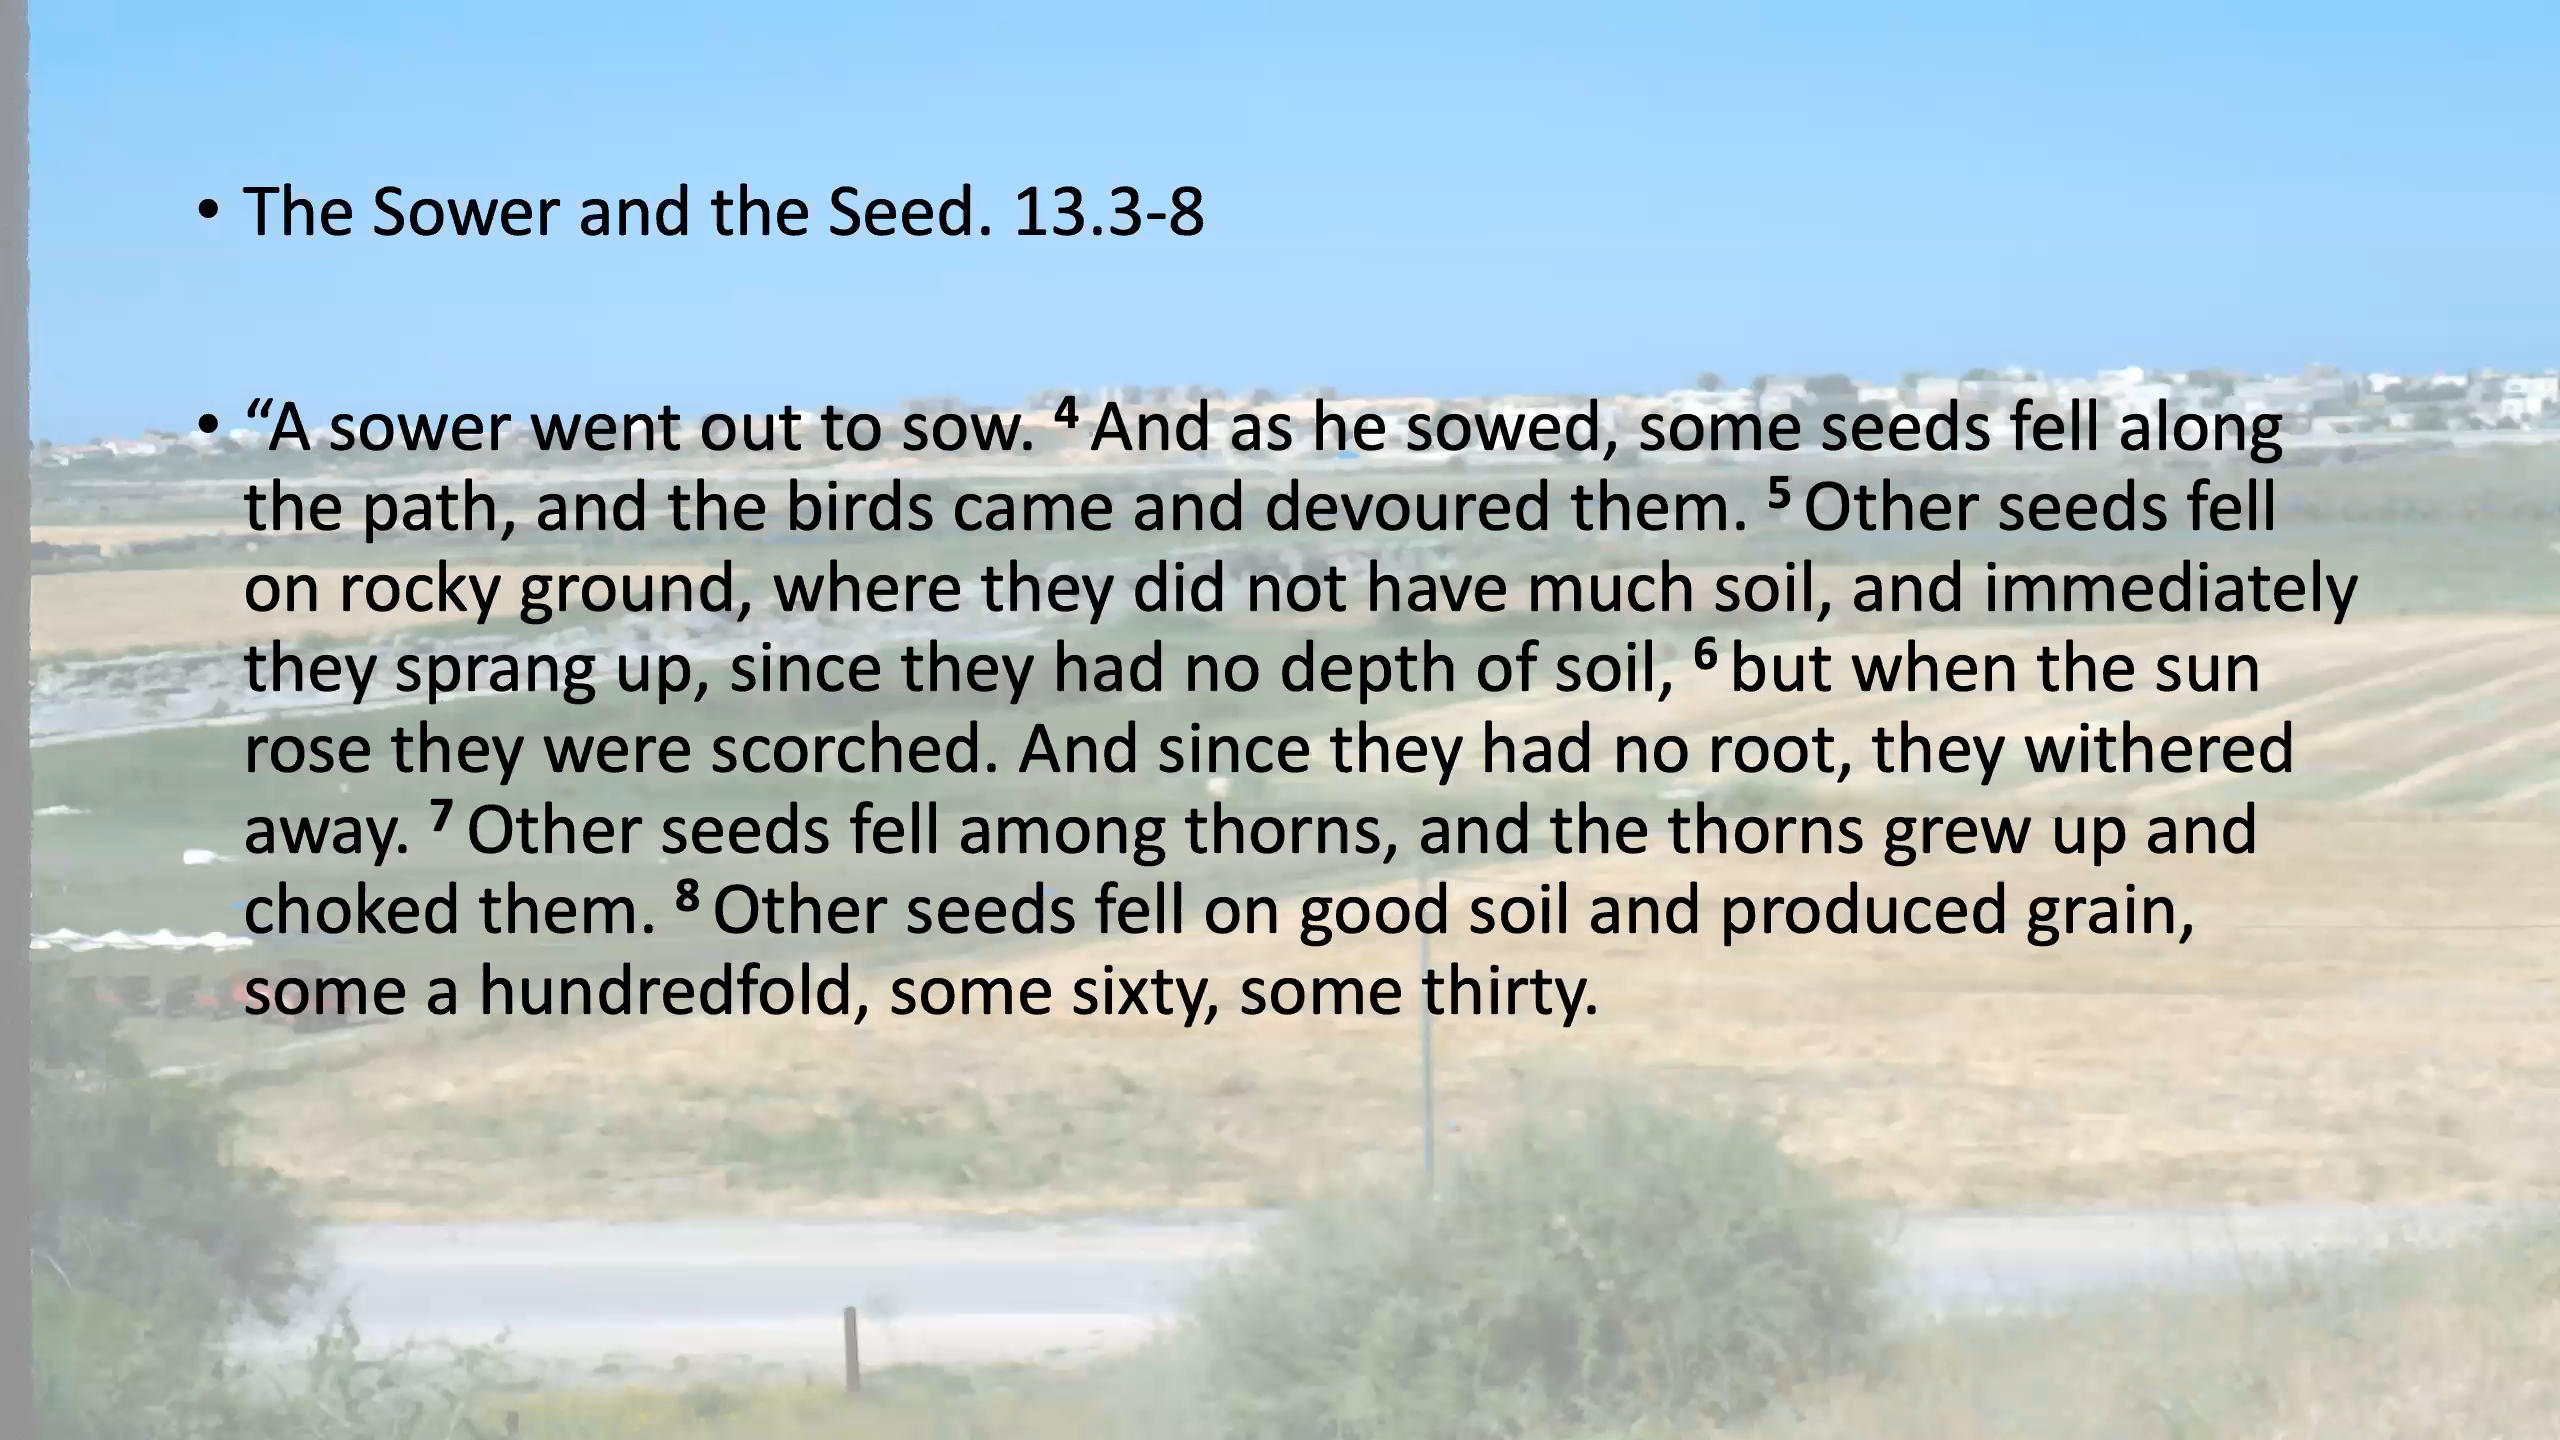 • The Sower and the Seed. 13.3-8
• “A sower went out to sow. 4 And as he sowed, some seeds fell along
the path, and the birds came and devoured them. 5 Other seeds fell
on rocky ground, where they did not have much soil, and immediately
they sprang up, since they had no depth of soil, 6 but when the sun
rose they were scorched. And since they had no root, they withered
away. 7 Other seeds fell among thorns, and the thorns grew up and
choked them. 8 Other seeds fell on good soil and produced grain,
some a hundredfold, some sixty, some thirty.